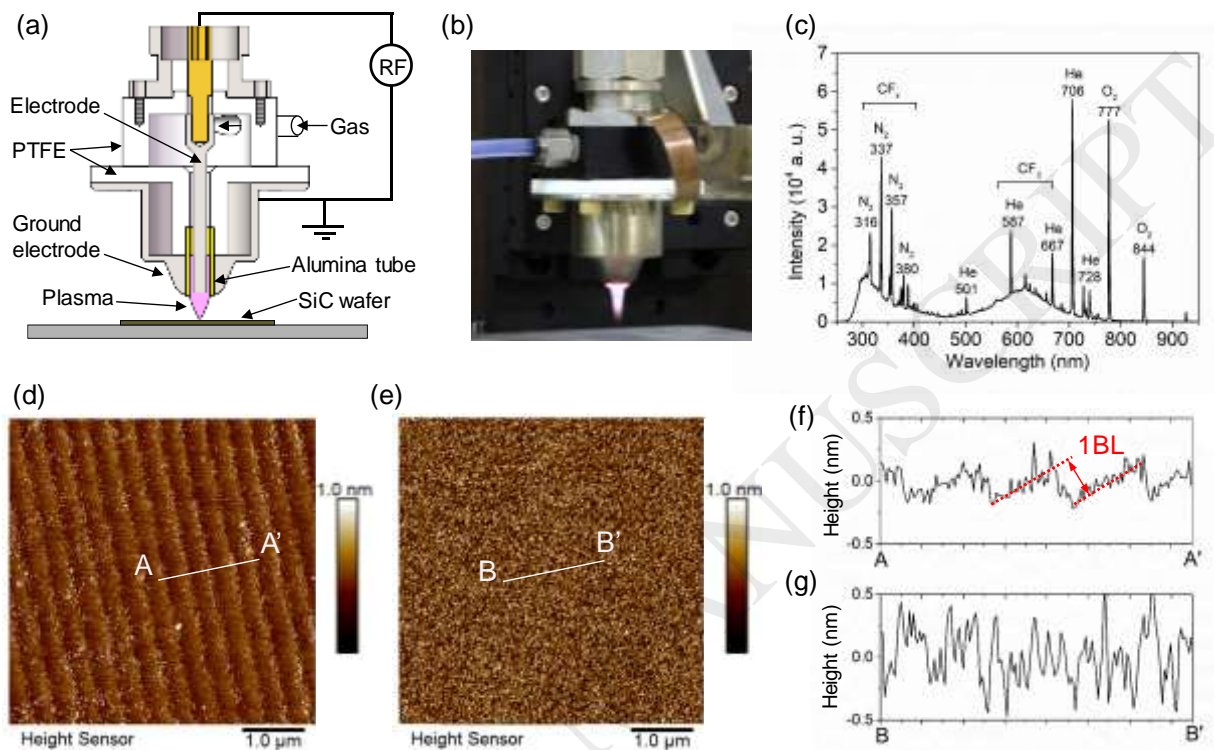 (a)
RF
Electrode
Gas
PTFE
Ground
electrode
Alumina tube
Plasma
SiC wafer
(b)
(c)
Intensity (10⁴ a. u.)
7
6
5
4
3
2
1
0
CFₓ
N₂
316
N₂
337
N₂
357
N₂
380
He
501
CF₂
He
587
He
667
He
706
He
728
O₂
777
O₂
844
300 400 500 600 700 800 900
Wavelength (nm)
(d)
A
A'
1.0 nm
Height Sensor
1.0 µm
(e)
B
B'
1.0 nm
Height Sensor
1.0 µm
(f)
Height (nm)
0.5
0.0
-0.5
1BL
A
A'
(g)
Height (nm)
0.5
0.0
-0.5
B
B'
MANUSCRIPT